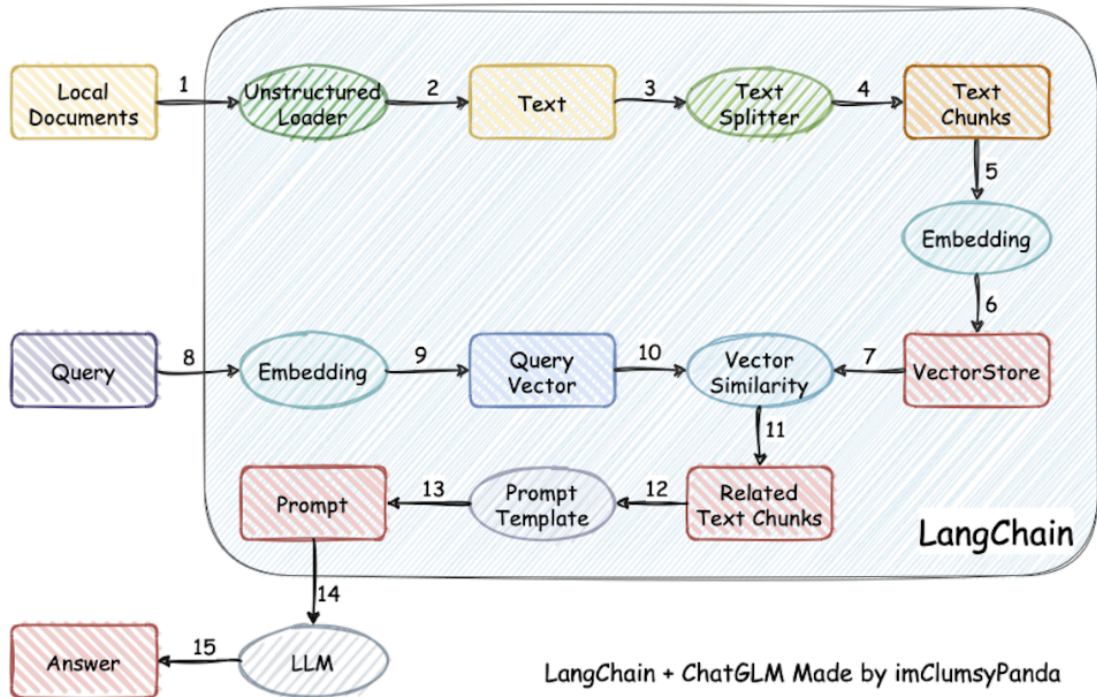 1
2
3
4
Local
Documents
Unstructured
Loader
Text
Text
Splitter
Text
Chunks
5
Embedding
6
8
9
10
7
Query
Embedding
Query
Vector
Vector
Similarity
VectorStore
11
13
12
Prompt
Prompt
Template
Related
Text Chunks
LangChain
14
15
Answer
LLM
LangChain + ChatGLM Made by imClumsyPanda